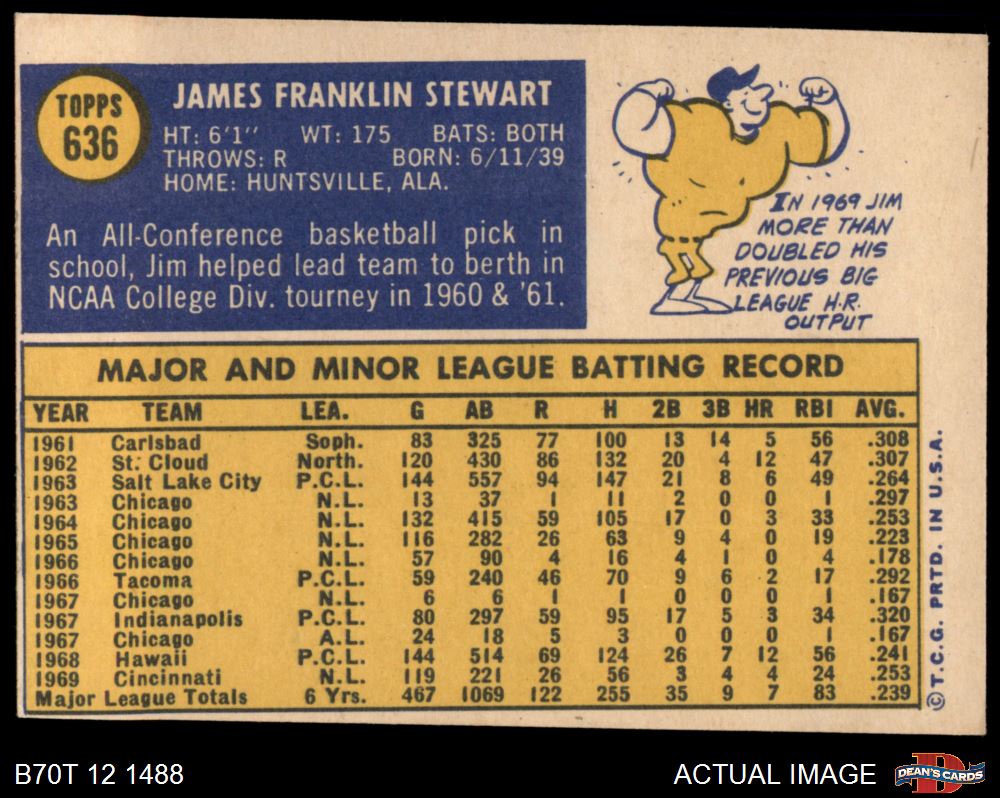 TOPPS
636
JAMES FRANKLIN STEWART
HT: 6'1" WT: 175 BATS: BOTH
THROWS: R BORN: 6/11/39
HOME: HUNTSVILLE, ALA.
An All-Conference basketball pick in
school, Jim helped lead team to berth in
NCAA College Div. tourney in 1960 & '61.
IN 1969 JIM
MORE THAN
DOUBLED HIS
PREVIOUS BIG
LEAGUE H.R.
OUTPUT
MAJOR AND MINOR LEAGUE BATTING RECORD
YEAR TEAM LEA. G AB R H 2B 3B HR RBI AVG.
1961 Carlsbad Soph. 83 325 77 100 13 14 5 56 .308
1962 St. Cloud North. 120 430 86 132 20 4 12 47 .307
1963 Salt Lake City P.C.L. 144 557 94 147 21 8 6 49 .264
1963 Chicago N.L. 13 37 1 11 2 0 0 1 .297
1964 Chicago N.L. 132 415 59 105 17 0 3 33 .253
1965 Chicago N.L. 116 282 26 63 9 4 0 19 .223
1966 Chicago N.L. 57 90 4 16 4 1 0 4 .178
1966 Tacoma P.C.L. 59 240 46 70 9 6 2 17 .292
1967 Chicago N.L. 6 6 1 1 0 0 0 1 .167
1967 Indianapolis P.C.L. 80 297 59 95 17 5 3 34 .320
1967 Chicago A.L. 24 18 5 3 0 0 0 1 .167
1968 Hawaii P.C.L. 144 514 69 124 26 7 12 56 .241
1969 Cincinnati N.L. 119 221 26 56 3 4 4 24 .253
Major League Totals 6 Yrs. 467 1069 122 255 35 9 7 83 .239
©T.C.G. PRTD. IN U.S.A.
B70T 12 1488
ACTUAL IMAGE
D
DEAN'S CARDS